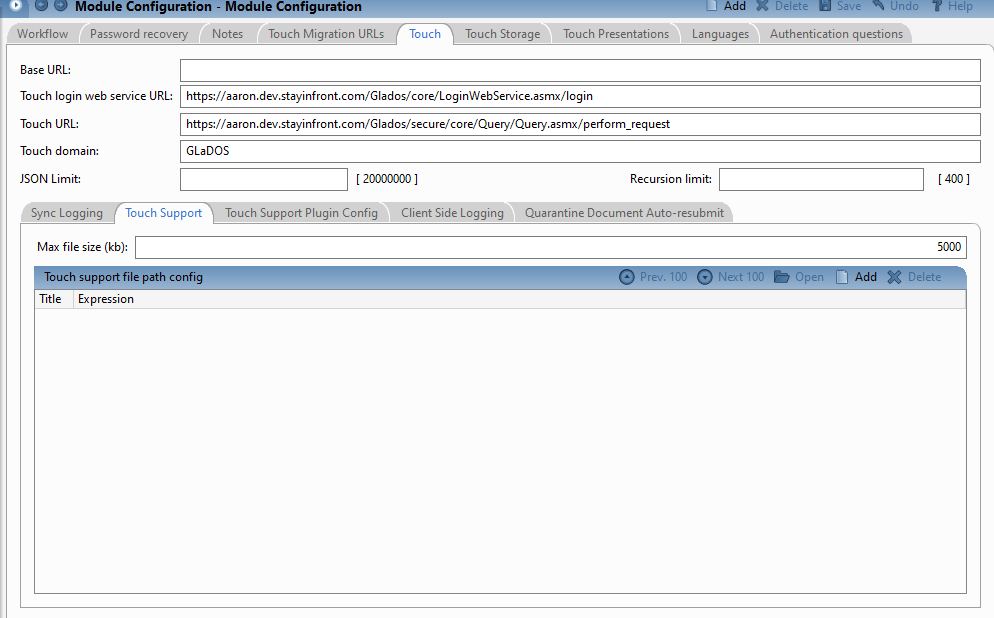 Module Configuration - Module Configuration Add Delete Save Undo ? Help
Workflow Password recovery Notes Touch Migration URLs Touch Touch Storage Touch Presentations Languages Authentication questions
Base URL:
Touch login web service URL: https://aaron.dev.stayinfront.com/Glados/core/LoginWebService.asmx/login
Touch URL: https://aaron.dev.stayinfront.com/Glados/secure/core/Query/Query.asmx/perform_request
Touch domain: GLaDOS
JSON Limit: [ 20000000 ] Recursion limit: [ 400 ]
Sync Logging Touch Support Touch Support Plugin Config Client Side Logging Quarantine Document Auto-resubmit
Max file size (kb): 5000
Touch support file path config Prev. 100 Next 100 Open Add Delete
Title Expression